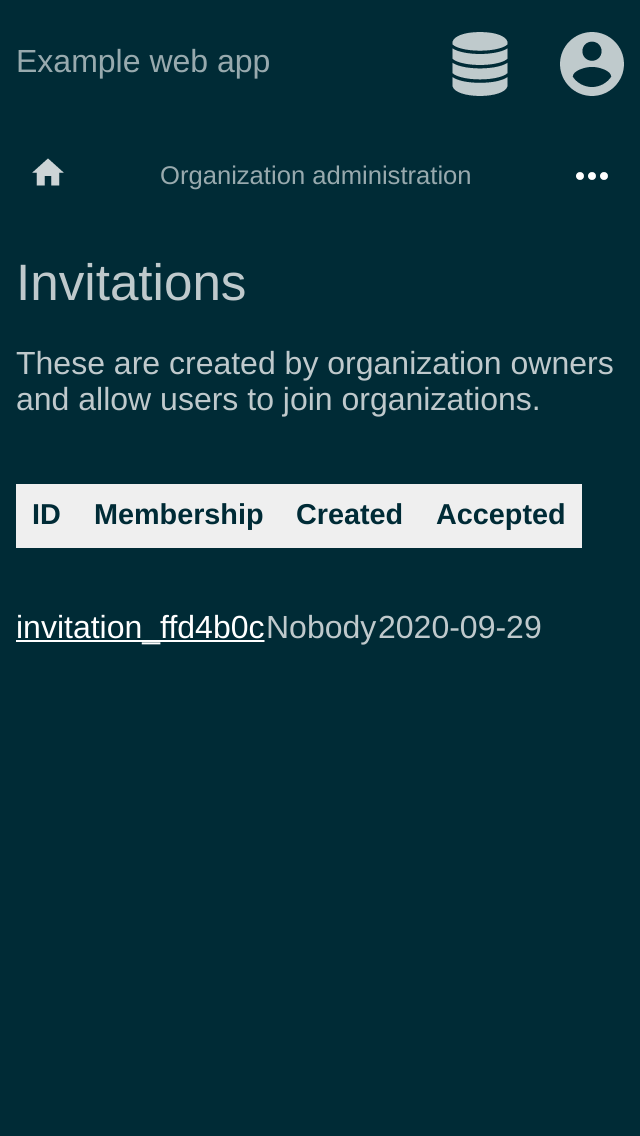 Example web app
Organization administration
Invitations
These are created by organization owners
and allow users to join organizations.
ID Membership Created Accepted
invitation_ffd4b0c Nobody 2020-09-29